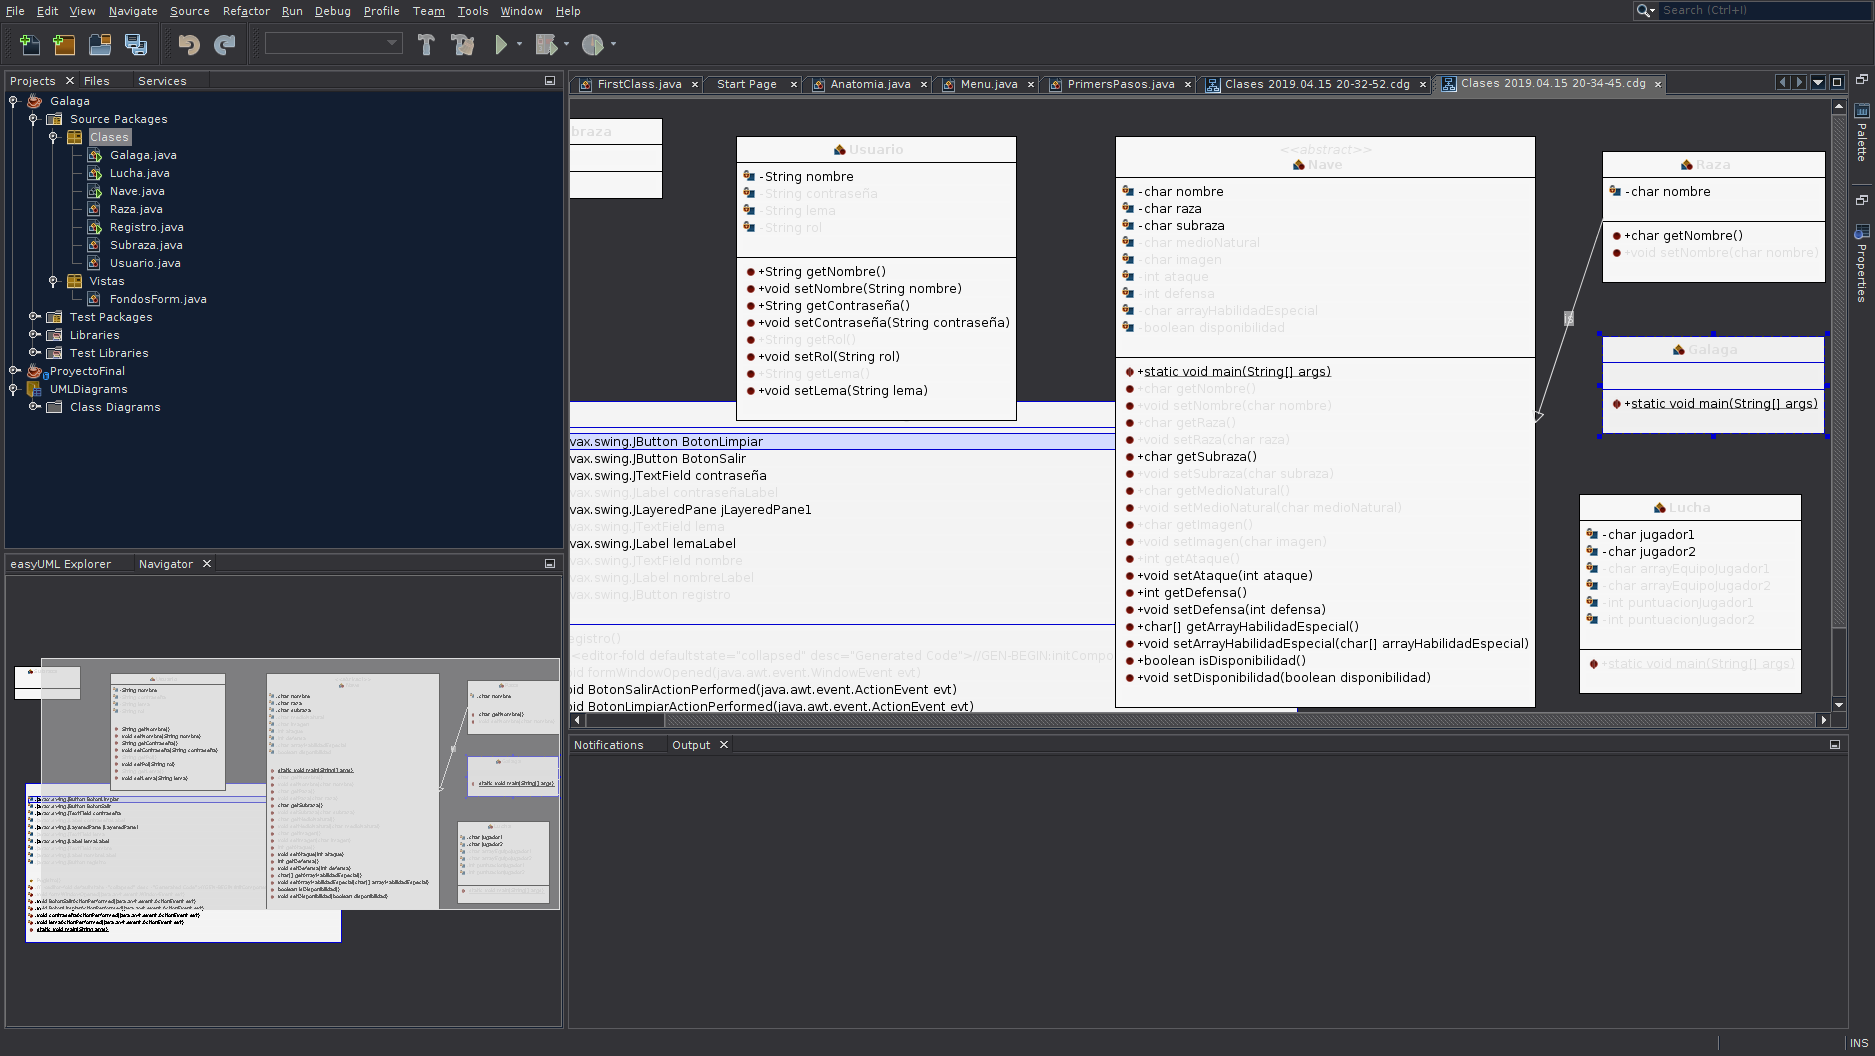 File Edit View Navigate Source Refactor Run Debug Profile Team Tools Window Help
Search (Ctrl+I)
Projects Files Services
Galaga
Source Packages
Clases
Galaga.java
Lucha.java
Nave.java
Raza.java
Registro.java
Subraza.java
Usuario.java
Vistas
FondosForm.java
Test Packages
Libraries
Test Libraries
ProyectoFinal
UMLDiagrams
Class Diagrams
easyUML Explorer Navigator
FirstClass.java Start Page Anatomia.java Menu.java PrimersPasos.java Clases 2019.04.15 20-32-52.cdg Clases 2019.04.15 20-34-45.cdg
braza
Usuario
-String nombre
-String contraseña
-String lema
-String rol
+String getNombre()
+void setNombre(String nombre)
+String getContraseña()
+void setContraseña(String contraseña)
+String getRol()
+void setRol(String rol)
+String getLema()
+void setLema(String lema)
vax.swing.JButton BotonLimpiar
vax.swing.JButton BotonSalir
vax.swing.JTextField contraseña
vax.swing.JLabel contraseñaLabel
vax.swing.JLayeredPane jLayeredPane1
vax.swing.JTextField lema
vax.swing.JLabel lemaLabel
vax.swing.JTextField nombre
vax.swing.JLabel nombreLabel
vax.swing.JButton registro
egistro()
<editor-fold defaultstate="collapsed" desc="Generated Code">//GEN-BEGIN:initCompo
d formWindowOpened(java.awt.event.WindowEvent evt)
oid BotonSalirActionPerformed(java.awt.event.ActionEvent evt)
oid BotonLimpiarActionPerformed(java.awt.event.ActionEvent evt)
<<abstract>>
Nave
-char nombre
-char raza
-char subraza
-char medioNatural
-char imagen
-int ataque
-int defensa
-char arrayHabilidadEspecial
-boolean disponibilidad
+static void main(String[] args)
+char getNombre()
+void setNombre(char nombre)
+char getRaza()
+void setRaza(char raza)
+char getSubraza()
+void setSubraza(char subraza)
+char getMedioNatural()
+void setMedioNatural(char medioNatural)
+char getImagen()
+void setImagen(char imagen)
+int getAtaque()
+void setAtaque(int ataque)
+int getDefensa()
+void setDefensa(int defensa)
+char[] getArrayHabilidadEspecial()
+void setArrayHabilidadEspecial(char[] arrayHabilidadEspecial)
+boolean isDisponibilidad()
+void setDisponibilidad(boolean disponibilidad)
Raza
-char nombre
+char getNombre()
+void setNombre(char nombre)
Galaga
+static void main(String[] args)
Lucha
-char jugador1
-char jugador2
-char arrayEquipoJugador1
-char arrayEquipoJugador2
-int puntuacionJugador1
-int puntuacionJugador2
+static void main(String[] args)
Palette
Properties
Notifications Output
INS